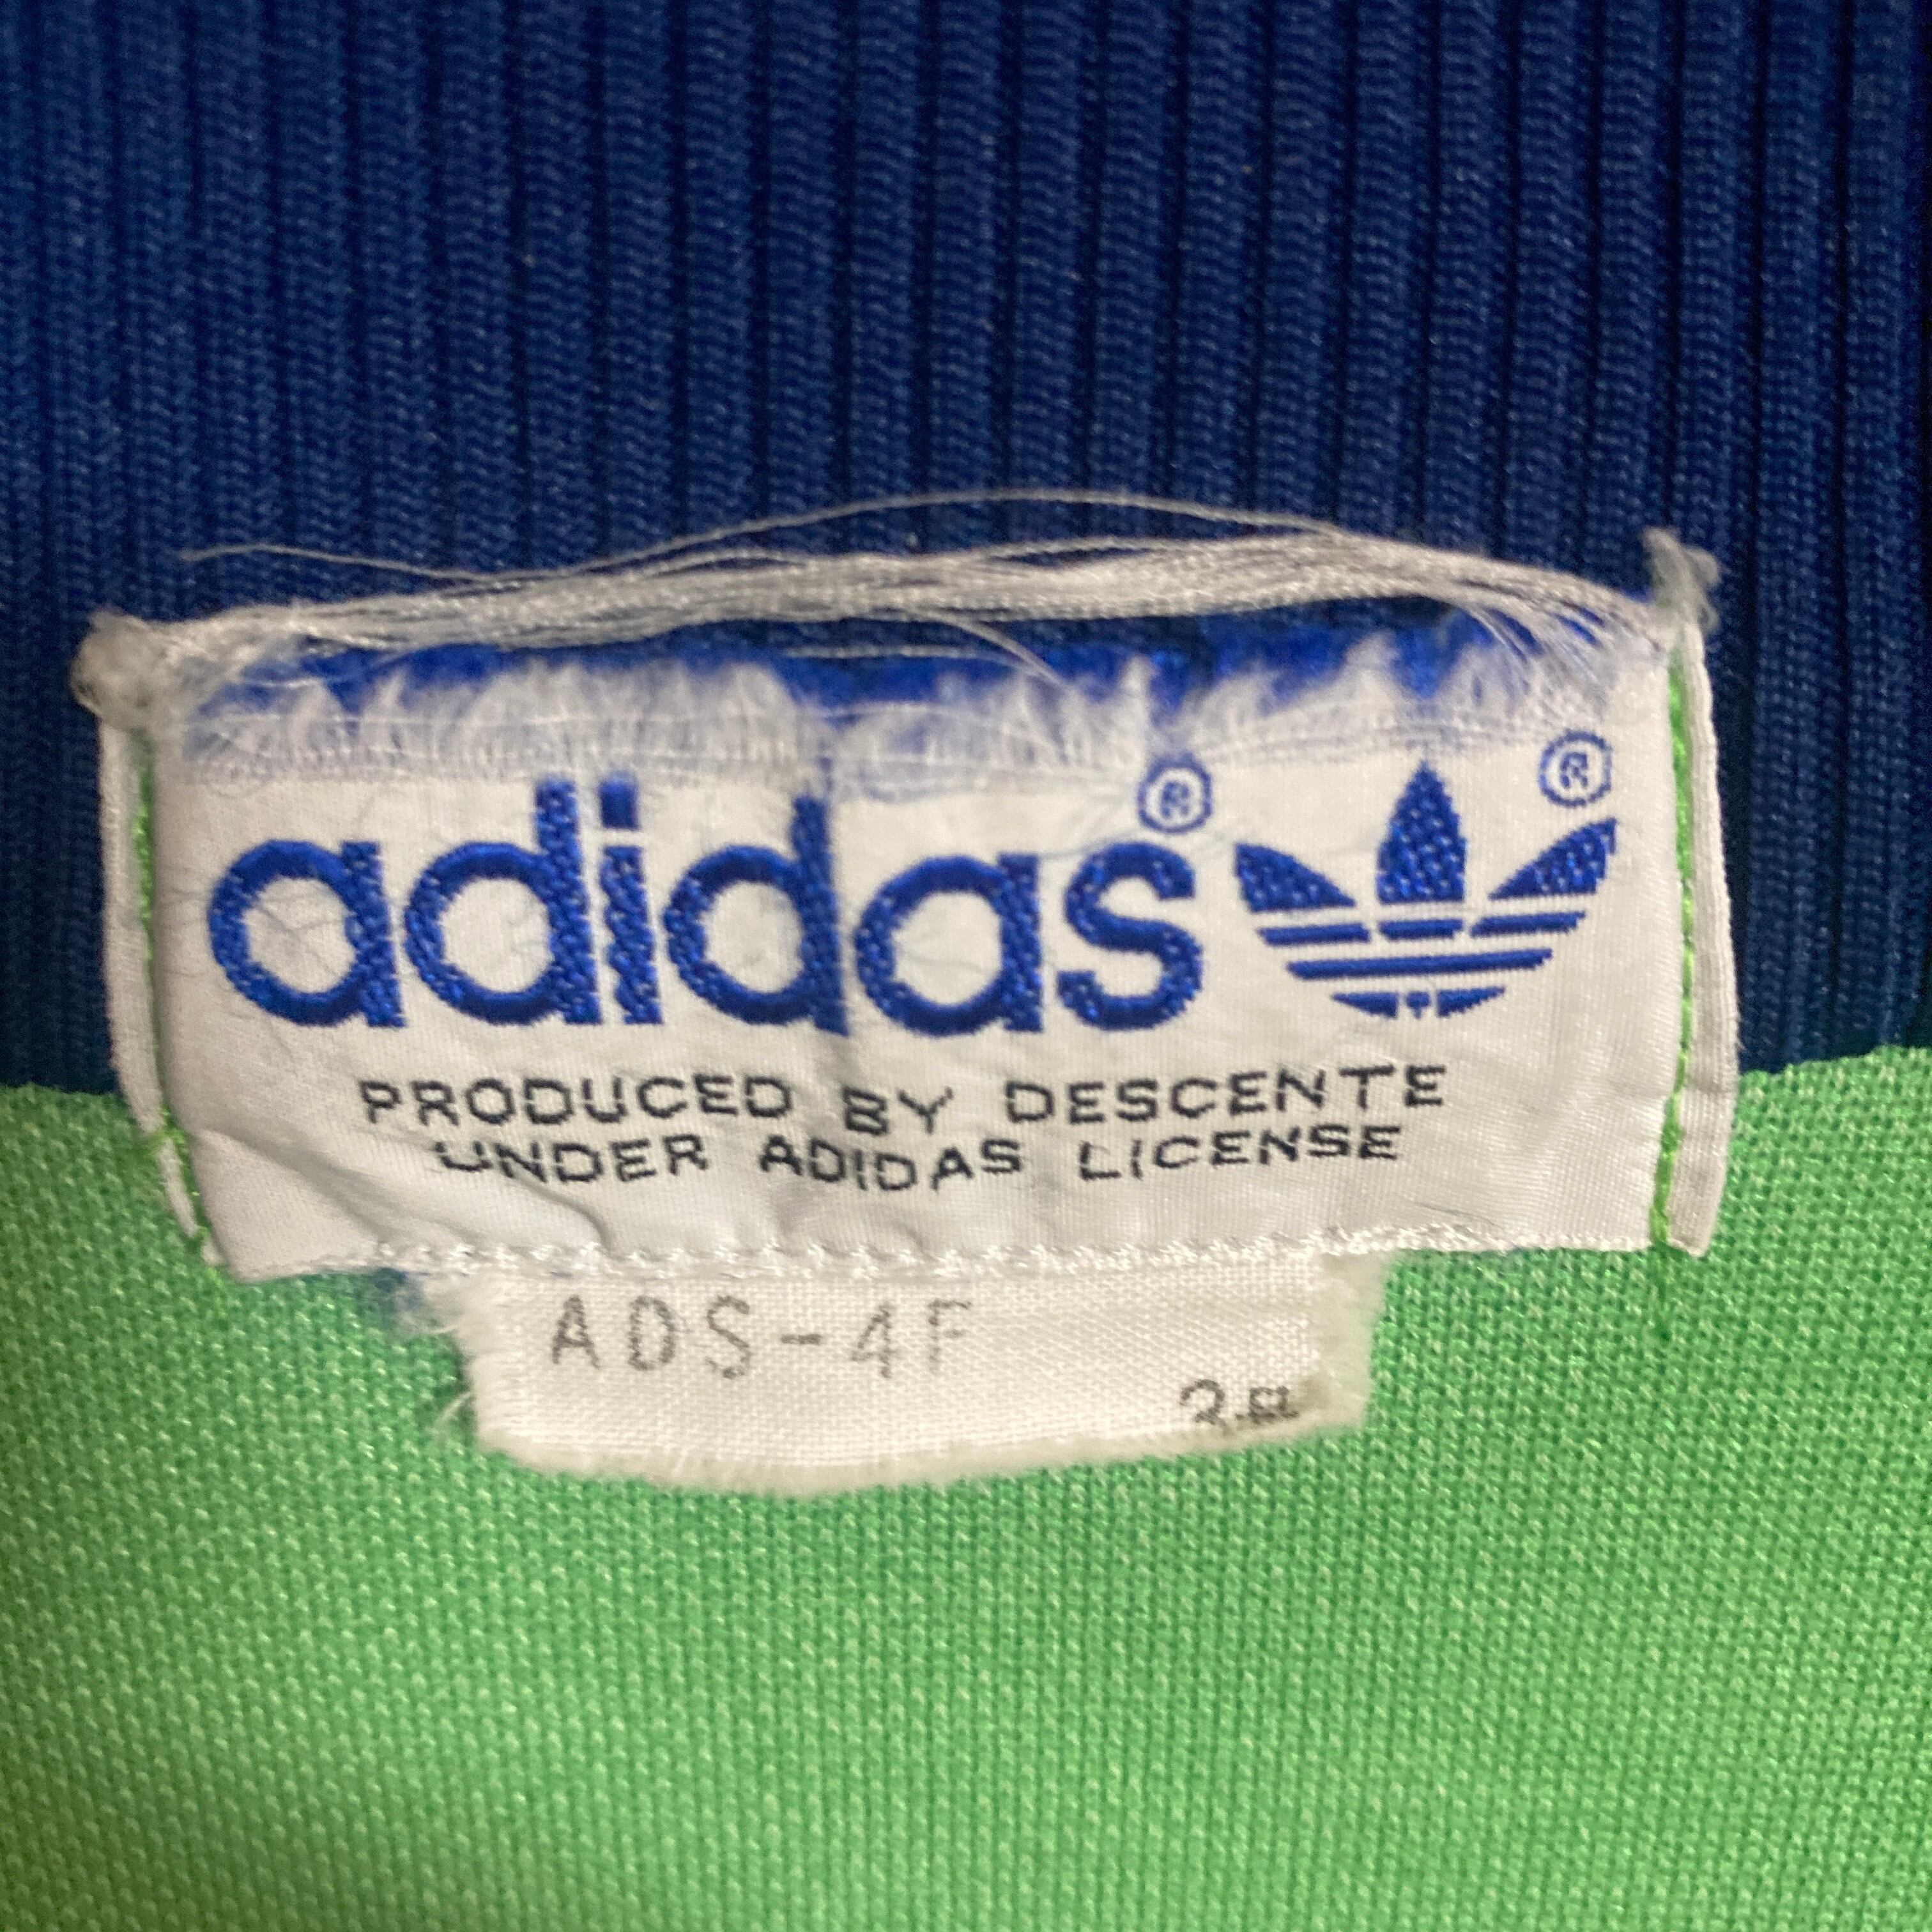 adidas® ®
PRODUCED BY DESCENTE
UNDER ADIDAS LICENSE
ADS-4F